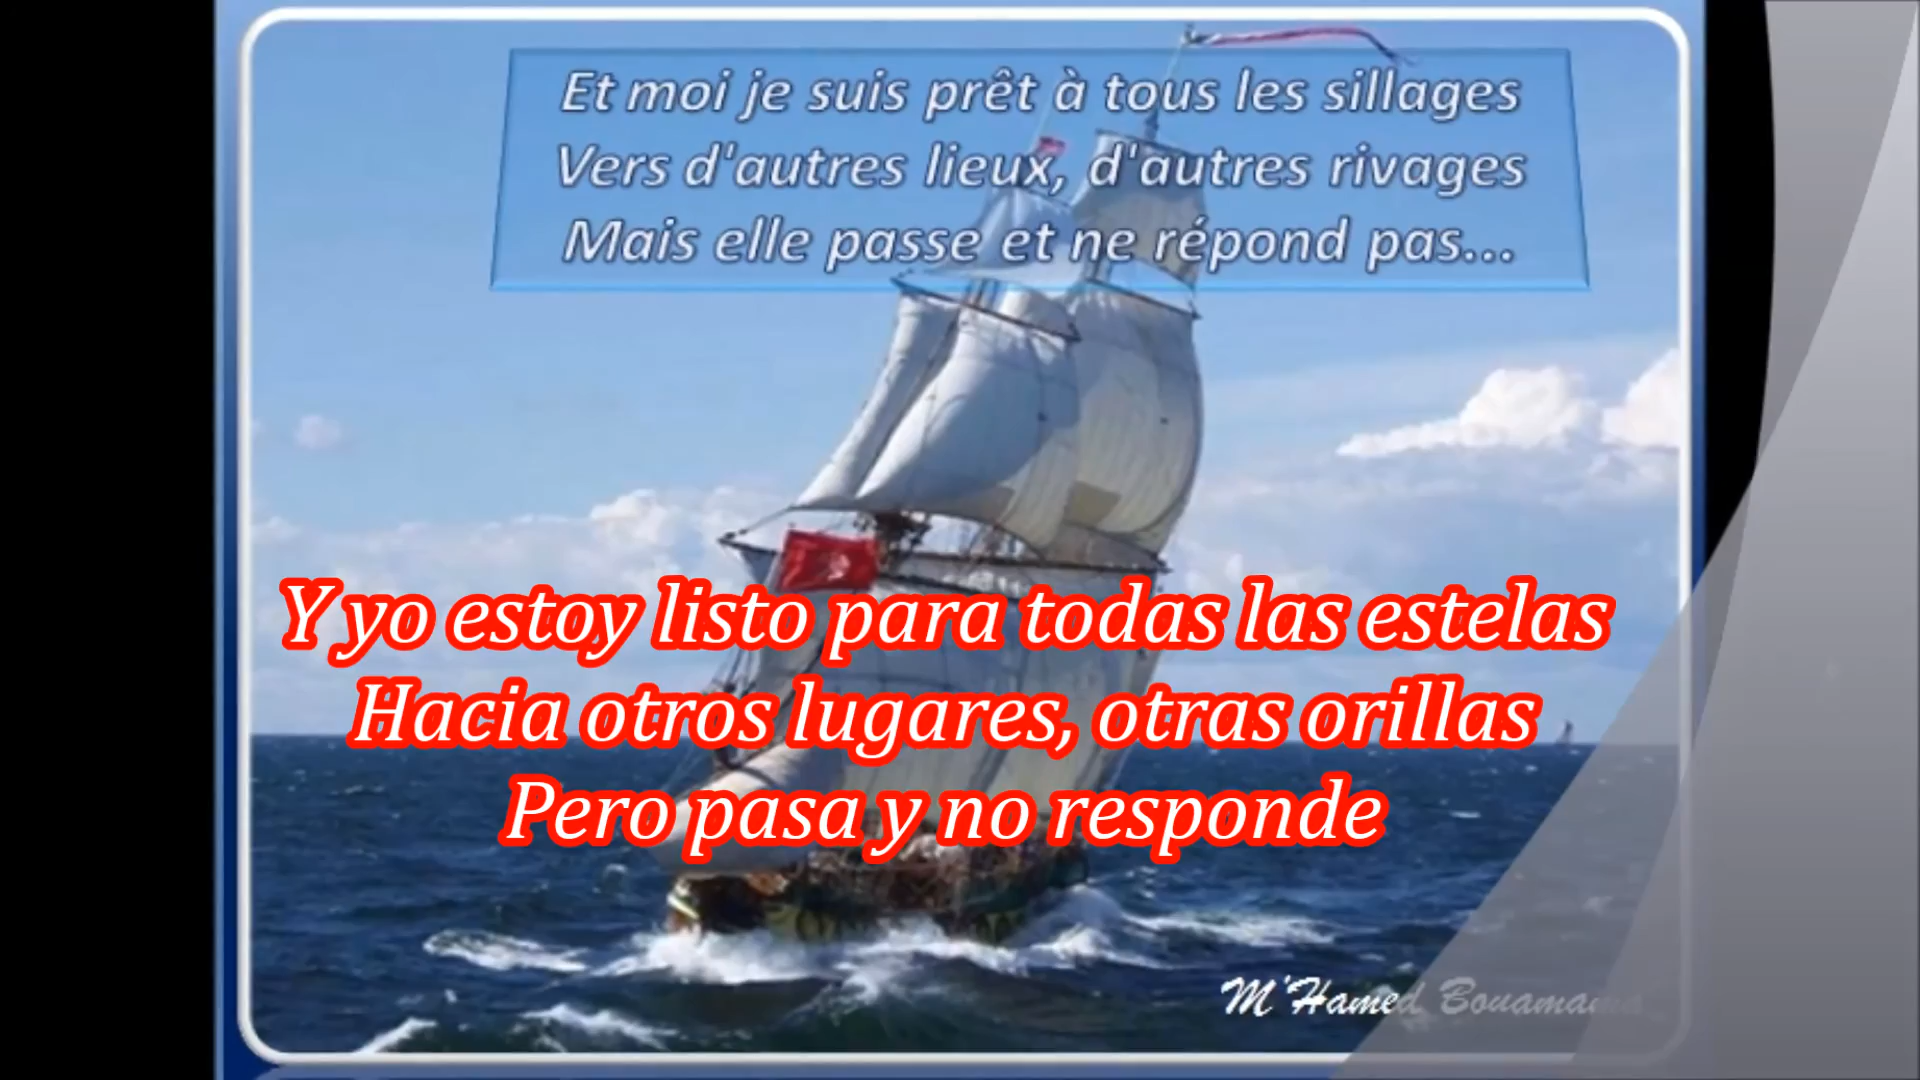 Et moi je suis prêt à tous les sillages
Vers d'autres lieux, d'autres rivages
Mais elle passe et ne répond pas...
Y yo estoy listo para todas las estelas
Hacia otros lugares, otras orillas
Pero pasa y no responde
M'Hamed Bouamama